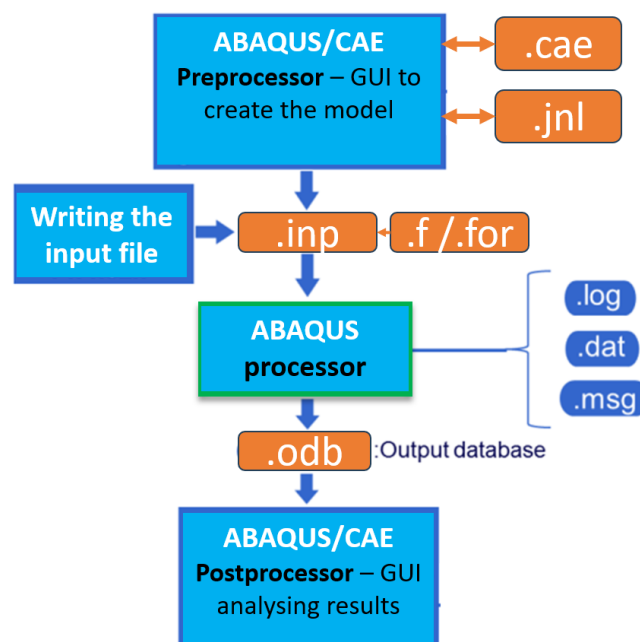 ABAQUS/CAE
Preprocessor – GUI to
create the model
.cae
.jnl
Writing the
input file
.inp
.f /.for
ABAQUS
processor
.log
.dat
.msg
.odb
:Output database
ABAQUS/CAE
Postprocessor – GUI
analysing results